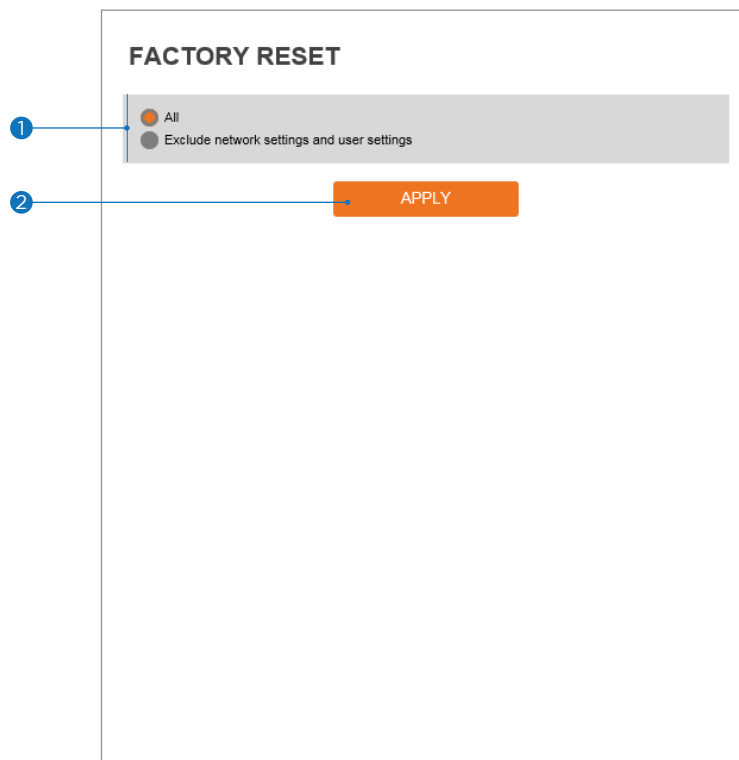 FACTORY RESET
1
All
Exclude network settings and user settings
2
APPLY